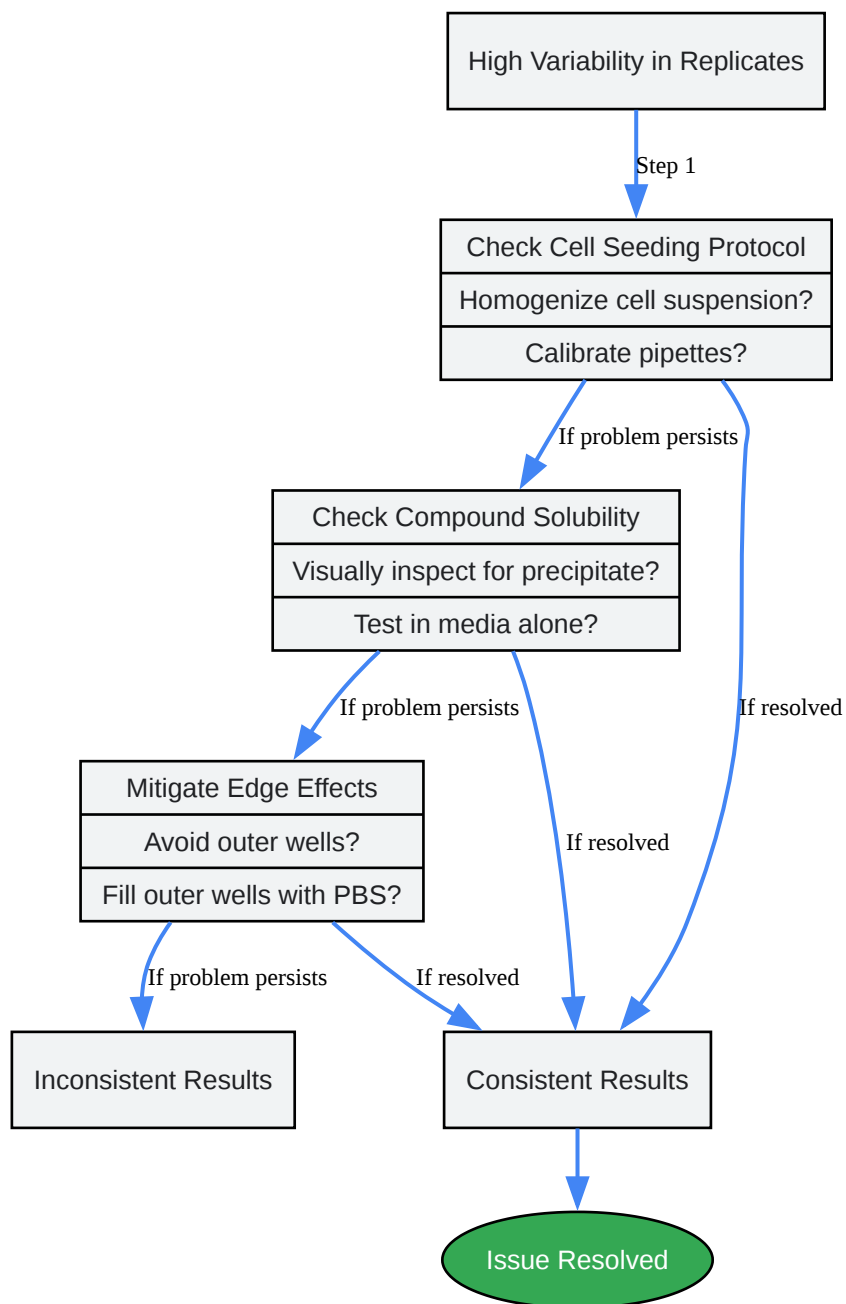 High Variability in Replicates
Step 1
Check Cell Seeding Protocol
Homogenize cell suspension?
Calibrate pipettes?
If problem persists
Check Compound Solubility
Visually inspect for precipitate?
Test in media alone?
If problem persists
If resolved
Mitigate Edge Effects
Avoid outer wells?
Fill outer wells with PBS?
If resolved
If problem persists
If resolved
Inconsistent Results
Consistent Results
Issue Resolved